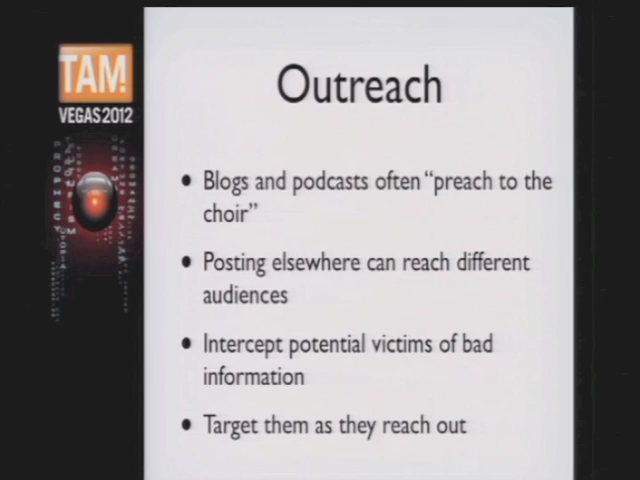 TAM!
VEGAS 2012
Outreach
• Blogs and podcasts often “preach to the
choir”
• Posting elsewhere can reach different
audiences
• Intercept potential victims of bad
information
• Target them as they reach out